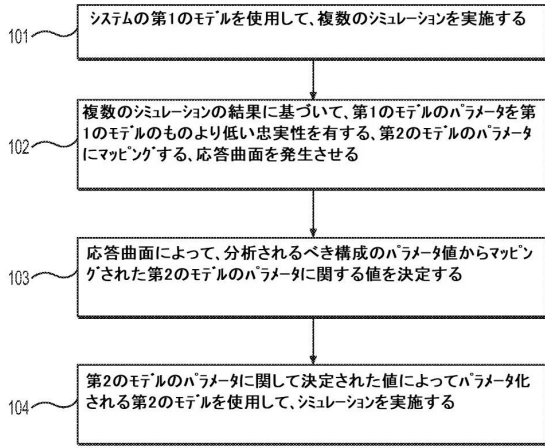 101
システムの第1のモデルを使用して、複数のシミュレーションを実施する
102
複数のシミュレーションの結果に基づいて、第1のモデルのパラメータを第
1のモデルのものより低い忠実性を有する、第2のモデルのパラメータ
にマッピングする、応答曲面を発生させる
103
応答曲面によって、分析されるべき構成のパラメータ値からマッピン
グされた第2のモデルのパラメータに関する値を決定する
104
第2のモデルのパラメータに関して決定された値によってパラメータ化
される第2のモデルを使用して、シミュレーションを実施する